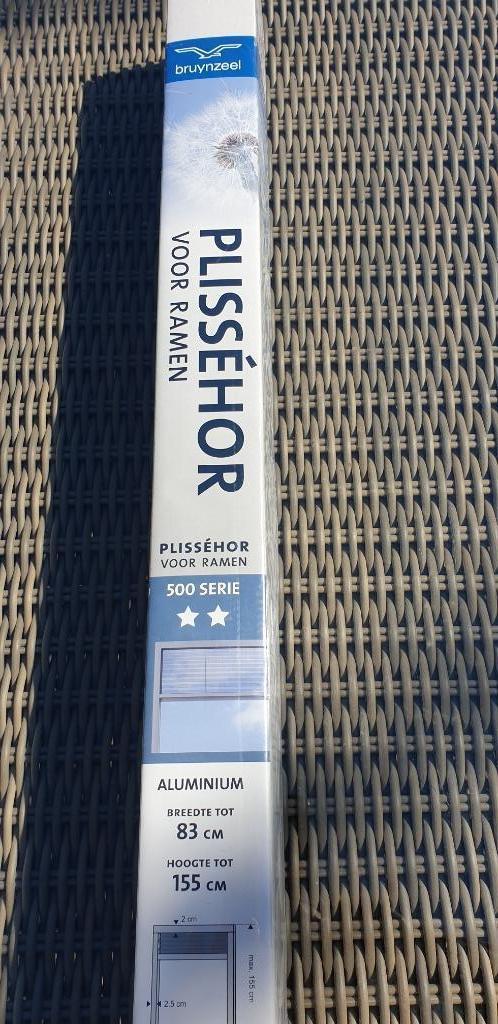 bruynzeel
PLISSÉHOR
VOOR RAMEN
PLISSÉHOR
VOOR RAMEN
500 SERIE
ALUMINIUM
BREEDTE TOT
83 CM
HOOGTE TOT
155 CM
2 cm
max. 155 cm
2.5 cm